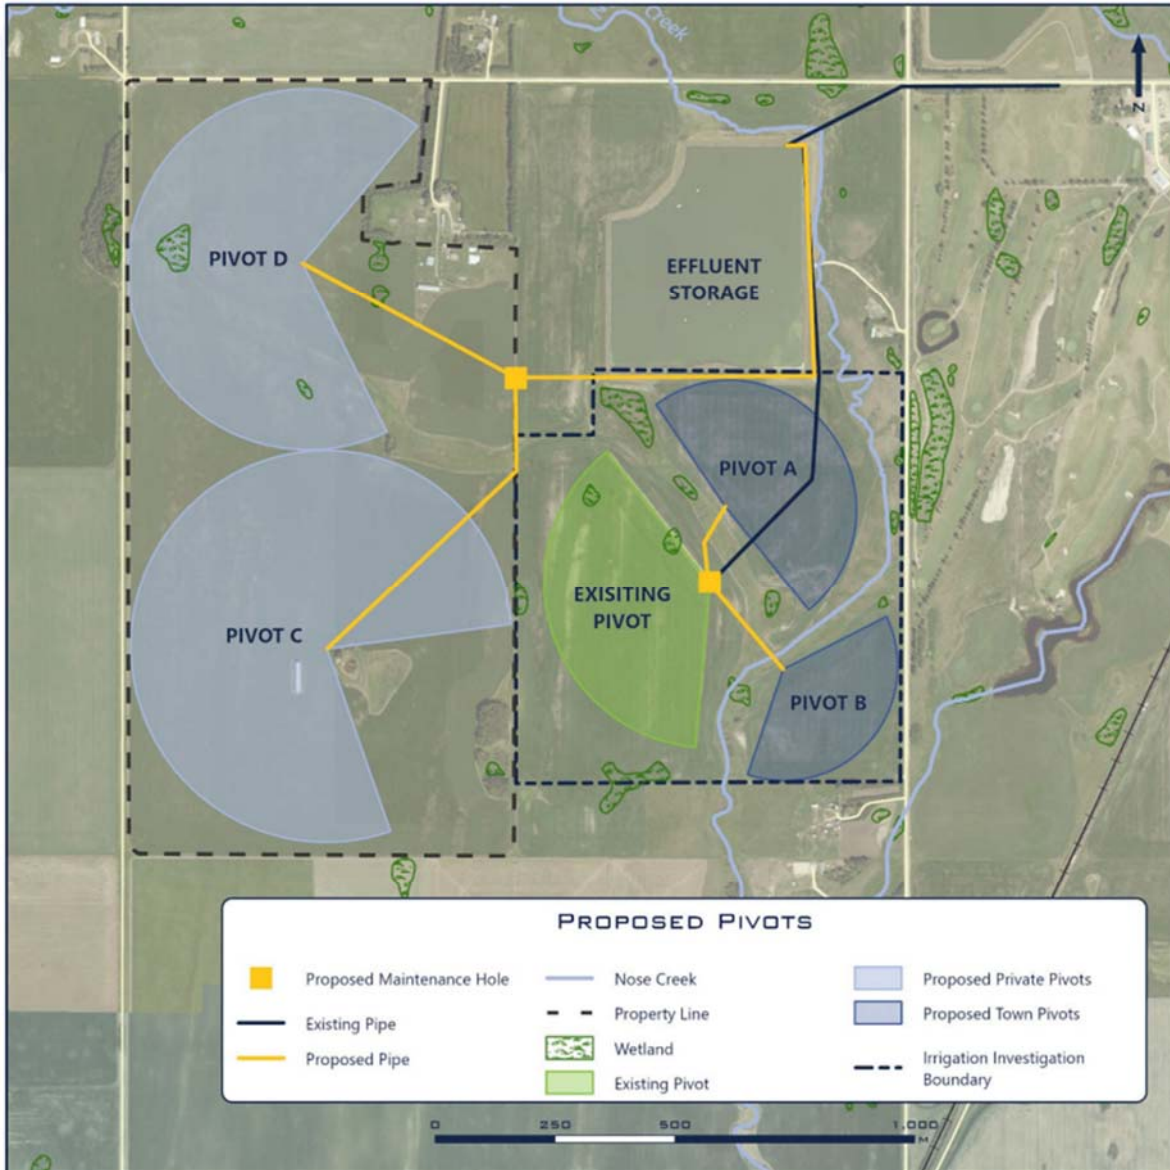 Creek
N
PIVOT D
EFFLUENT
STORAGE
PIVOT A
EXISITING
PIVOT
PIVOT C
PIVOT B
PROPOSED PIVOTS
Proposed Maintenance Hole
Existing Pipe
Proposed Pipe
Nose Creek
Property Line
Wetland
Existing Pivot
Proposed Private Pivots
Proposed Town Pivots
Irrigation Investigation
Boundary
0 250 500 1,000
M